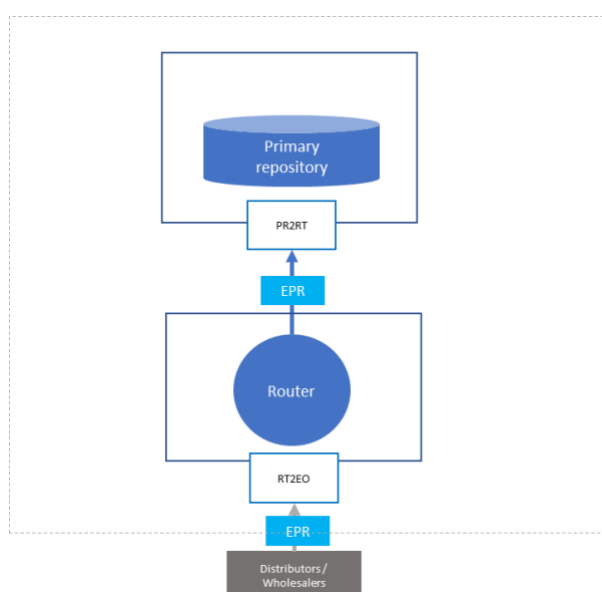 Primary
repository
PR2RT
EPR
Router
RT2EO
EPR
Distributors /
Wholesalers